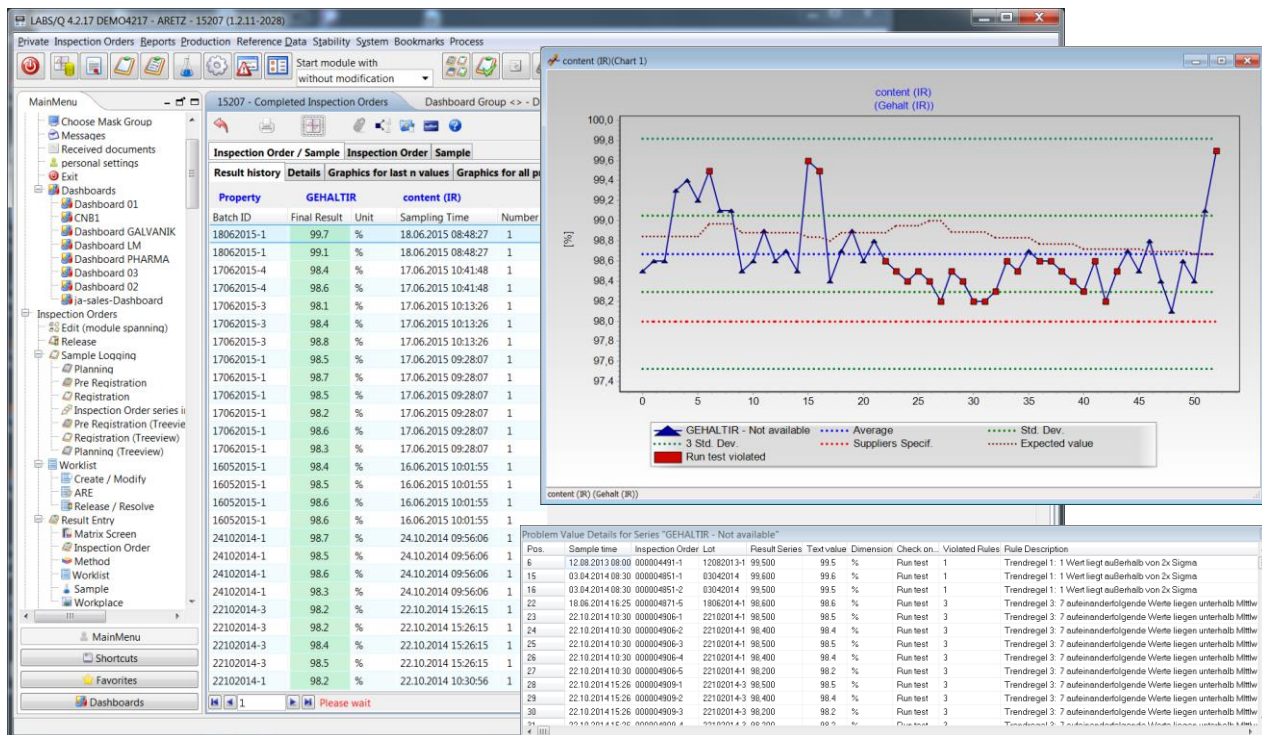 LABS/Q 4.2.17 DEMO4217 - ARETZ - 15207 (1.2.11-2028)
Private Inspection Orders Reports Production Reference Data Stability System Bookmarks Process
Start module with
without modification
MainMenu
Choose Mask Group
Messages
Received documents
personal settings
Exit
Dashboards
Dashboard 01
CNB1
Dashboard GALVANIK
Dashboard LM
Dashboard PHARMA
Dashboard 03
Dashboard 02
ja-sales-Dashboard
Inspection Orders
Edit (module spanning)
Release
Sample Logging
Planning
Pre Registration
Registration
Inspection Order series
Pre Registration (Treevie
Registration (Treeview)
Planning (Treeview)
Worklist
Create / Modify
ARE
Release / Resolve
Result Entry
Matrix Screen
Inspection Order
Method
Worklist
Sample
Workplace
MainMenu
Shortcuts
Favorites
Dashboards
15207 - Completed Inspection Orders Dashboard Group <> - D
Inspection Order / Sample Inspection Order Sample
Result history Details Graphics for last n values Graphics for all
Property GEHALTIR content (IR)
Batch ID Final Result Unit Sampling Time Number
18062015-1 99.7 % 18.06.2015 08:48:27 1
18062015-1 99.1 % 18.06.2015 08:48:27 1
17062015-4 98.4 % 17.06.2015 10:41:48 1
17062015-4 98.6 % 17.06.2015 10:41:48 1
17062015-3 98.1 % 17.06.2015 10:13:26 1
17062015-3 98.4 % 17.06.2015 10:13:26 1
17062015-3 98.8 % 17.06.2015 10:13:26 1
17062015-1 98.5 % 17.06.2015 09:28:07 1
17062015-1 98.7 % 17.06.2015 09:28:07 1
17062015-1 98.5 % 17.06.2015 09:28:07 1
17062015-1 98.2 % 17.06.2015 09:28:07 1
17062015-1 98.6 % 17.06.2015 09:28:07 1
17062015-1 98.3 % 17.06.2015 09:28:07 1
16052015-1 98.4 % 16.06.2015 10:01:55 1
16052015-1 98.5 % 16.06.2015 10:01:55 1
16052015-1 98.6 % 16.06.2015 10:01:55 1
16052015-1 98.6 % 16.06.2015 10:01:55 1
24102014-1 98.7 % 24.10.2014 09:56:06 1
24102014-1 98.5 % 24.10.2014 09:56:06 1
24102014-1 98.6 % 24.10.2014 09:56:06 1
24102014-1 98.3 % 24.10.2014 09:56:06 1
22102014-3 98.2 % 22.10.2014 15:26:15 1
22102014-3 98.2 % 22.10.2014 15:26:15 1
22102014-3 98.4 % 22.10.2014 15:26:15 1
22102014-3 98.5 % 22.10.2014 15:26:15 1
22102014-1 98.2 % 22.10.2014 10:30:56 1
1 Please wait
content (IR)(Chart 1)
content (IR)
(Gehalt (IR))
[%]
100,0
99,8
99,6
99,4
99,2
99,0
98,8
98,6
98,4
98,2
98,0
97,8
97,6
97,4
0 5 10 15 20 25 30 35 40 45 50
GEHALTIR - Not available Average Std. Dev.
3 Std. Dev. Suppliers Specif. Expected value
Run test violated
content (IR) (Gehalt (IR))
Problem Value Details for Series "GEHALTIR - Not available"
Pos. Sample time Inspection Order Lot Result Series Text value Dimension Check on... Violated Rules Rule Description
6 12.08.2013 08:00 000004491-1 12082013-1 99,500 99.5 % Run test 1 Trendregel 1: 1 Wert liegt außerhalb von 2x Sigma
15 03.04.2014 08:30 000004851-2 03042014 99,600 99.6 % Run test 1 Trendregel 1: 1 Wert liegt außerhalb von 2x Sigma
16 03.04.2014 08:30 000004851-2 03042014 99,500 99.5 % Run test 1 Trendregel 1: 1 Wert liegt außerhalb von 2x Sigma
22 18.06.2014 16:25 000004871-5 18062014-1 98,600 98.6 % Run test 3 Trendregel 3: 7 aufeinanderfolgende Werte liegen unterhalb Mittlw
23 22.10.2014 10:30 000004906-1 22102014-1 98,500 98.5 % Run test 3 Trendregel 3: 7 aufeinanderfolgende Werte liegen unterhalb Mittlw
24 22.10.2014 10:30 000004906-2 22102014-1 98,400 98.4 % Run test 3 Trendregel 3: 7 aufeinanderfolgende Werte liegen unterhalb Mittlw
25 22.10.2014 10:30 000004906-3 22102014-1 98,500 98.5 % Run test 3 Trendregel 3: 7 aufeinanderfolgende Werte liegen unterhalb Mittlw
26 22.10.2014 10:30 000004906-4 22102014-1 98,400 98.4 % Run test 3 Trendregel 3: 7 aufeinanderfolgende Werte liegen unterhalb Mittlw
27 22.10.2014 10:30 000004906-5 22102014-1 98,200 98.2 % Run test 3 Trendregel 3: 7 aufeinanderfolgende Werte liegen unterhalb Mittlw
28 22.10.2014 15:26 000004909-1 22102014-3 98,500 98.5 % Run test 3 Trendregel 3: 7 aufeinanderfolgende Werte liegen unterhalb Mittlw
29 22.10.2014 15:26 000004909-2 22102014-3 98,400 98.4 % Run test 3 Trendregel 3: 7 aufeinanderfolgende Werte liegen unterhalb Mittlw
30 22.10.2014 15:26 000004909-3 22102014-3 98,200 98.2 % Run test 3 Trendregel 3: 7 aufeinanderfolgende Werte liegen unterhalb Mittlw